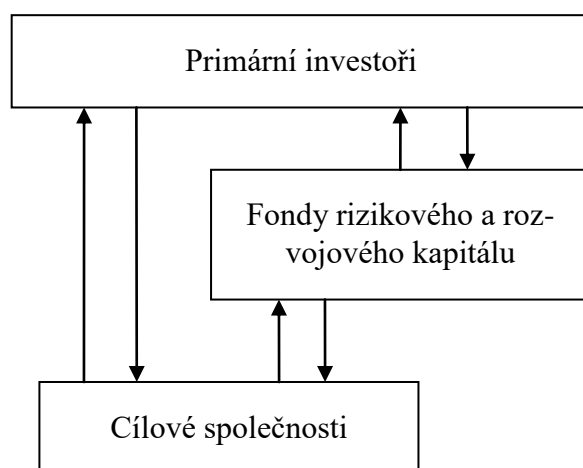 Primární investoři
Fondy rizikového a roz-
vojového kapitálu
Cílové společnosti